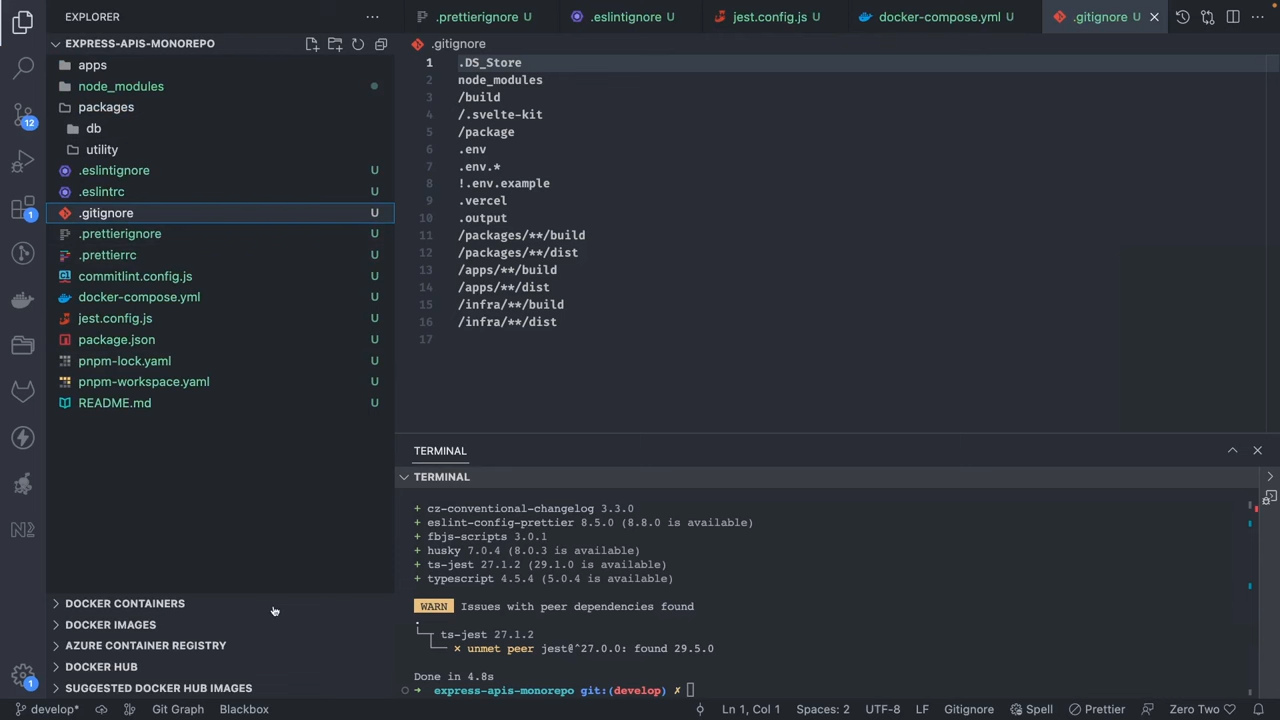 EXPLORER
EXPRESS-APIS-MONOREPO
apps
node_modules
packages
db
utility
.eslintignore U
.eslintrc U
.gitignore U
.prettierignore U
.prettierrc U
commitlint.config.js U
docker-compose.yml U
jest.config.js U
package.json U
pnpm-lock.yaml U
pnpm-workspace.yaml U
README.md U
DOCKER CONTAINERS
DOCKER IMAGES
AZURE CONTAINER REGISTRY
DOCKER HUB
SUGGESTED DOCKER HUB IMAGES
12
1
1
.prettierignore U .eslintignore U jest.config.js U docker-compose.yml U .gitignore U
.gitignore
1 .DS_Store
2 node_modules
3 /build
4 /.svelte-kit
5 /package
6 .env
7 .env.*
8 !.env.example
9 .vercel
10 .output
11 /packages/**/build
12 /packages/**/dist
13 /apps/**/build
14 /apps/**/dist
15 /infra/**/build
16 /infra/**/dist
17
TERMINAL
TERMINAL
+ cz-conventional-changelog 3.3.0
+ eslint-config-prettier 8.5.0 (8.8.0 is available)
+ fbjs-scripts 3.0.1
+ husky 7.0.4 (8.0.3 is available)
+ ts-jest 27.1.2 (29.1.0 is available)
+ typescript 4.5.4 (5.0.4 is available)
WARN Issues with peer dependencies found
.
└─┬ ts-jest 27.1.2
└── ✕ unmet peer jest@^27.0.0: found 29.5.0
Done in 4.8s
➜ express-apis-monorepo git:(develop) ✗
develop* Git Graph Blackbox Ln 1, Col 1 Spaces: 2 UTF-8 LF Gitignore Spell Prettier Zero Two